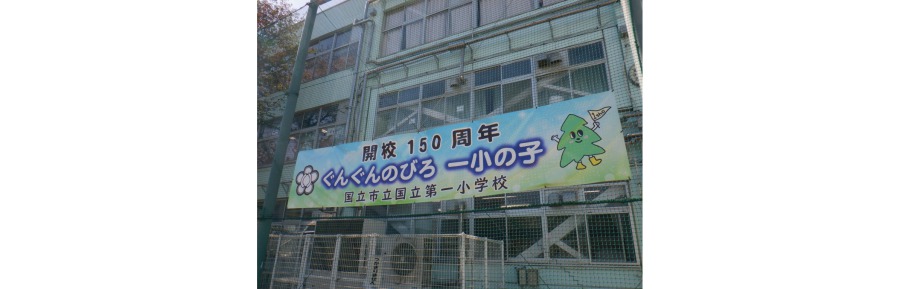 開校 150 周年
ぐんぐんのびろ 一小の子
国立市立国立第一小学校